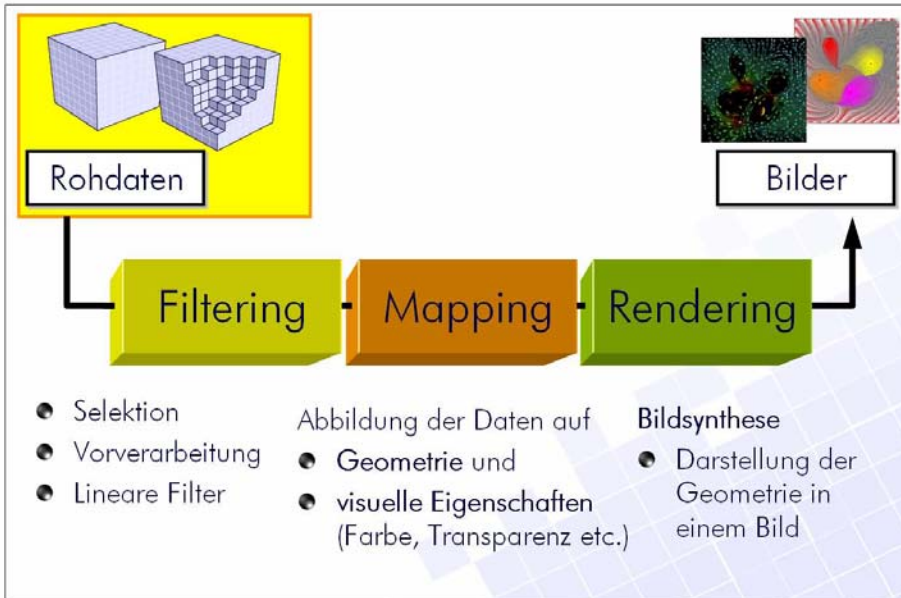 Rohdaten
Bilder
Filtering
Mapping
Rendering
Selektion
Vorverarbeitung
Lineare Filter
Abbildung der Daten auf
Geometrie und
visuelle Eigenschaften
(Farbe, Transparenz etc.)
Bildsynthese
Darstellung der
Geometrie in
einem Bild